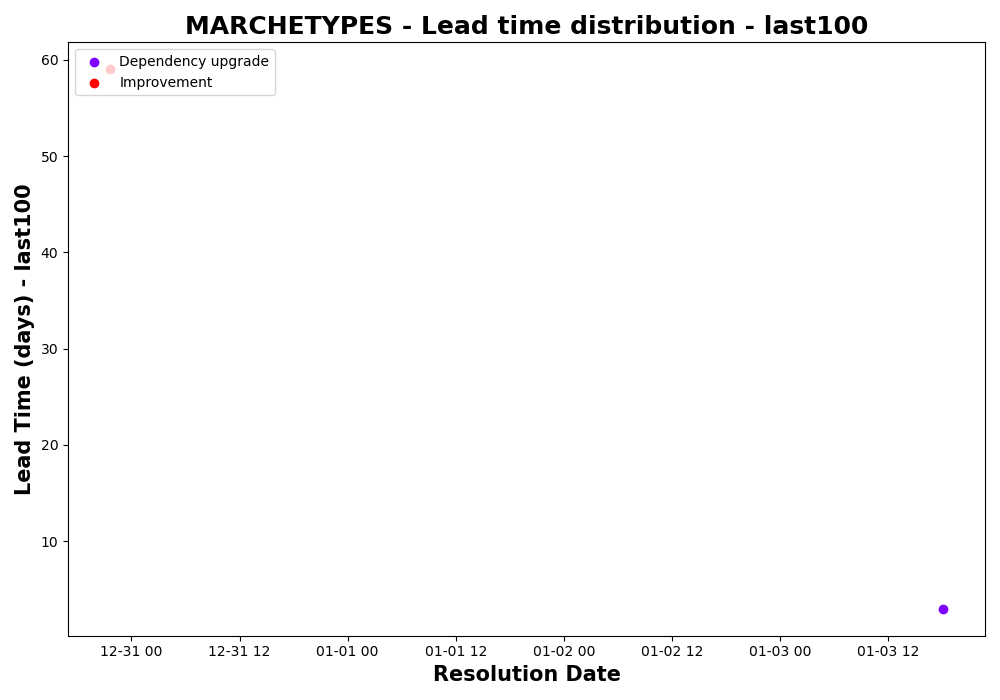 MARCHETYPES - Lead time distribution - last100
Dependency upgrade
Improvement
Lead Time (days) - last100
60
50
40
30
20
10
12-31 00
12-31 12
01-01 00
01-01 12
01-02 00
01-02 12
01-03 00
01-03 12
Resolution Date